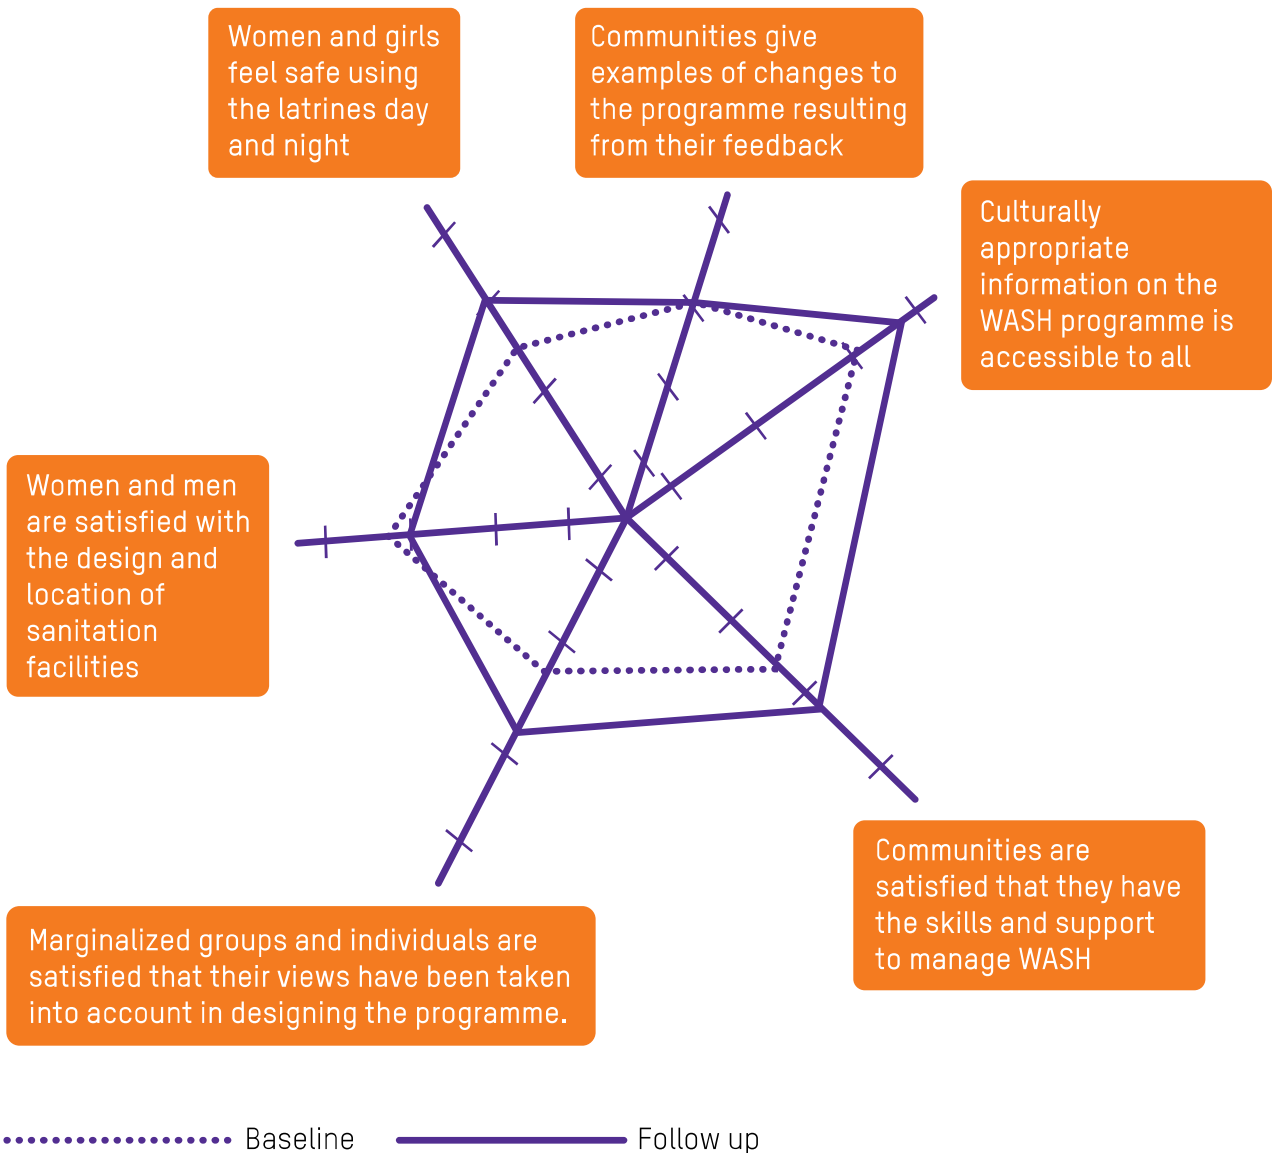 Women and girls
feel safe using
the latrines day
and night
Communities give
examples of changes to
the programme resulting
from their feedback
Culturally
appropriate
information on the
WASH programme is
accessible to all
Women and men
are satisfied with
the design and
location of
sanitation
facilities
Communities are
satisfied that they have
the skills and support
to manage WASH
Marginalized groups and individuals are
satisfied that their views have been taken
into account in designing the programme.
Baseline
Follow up